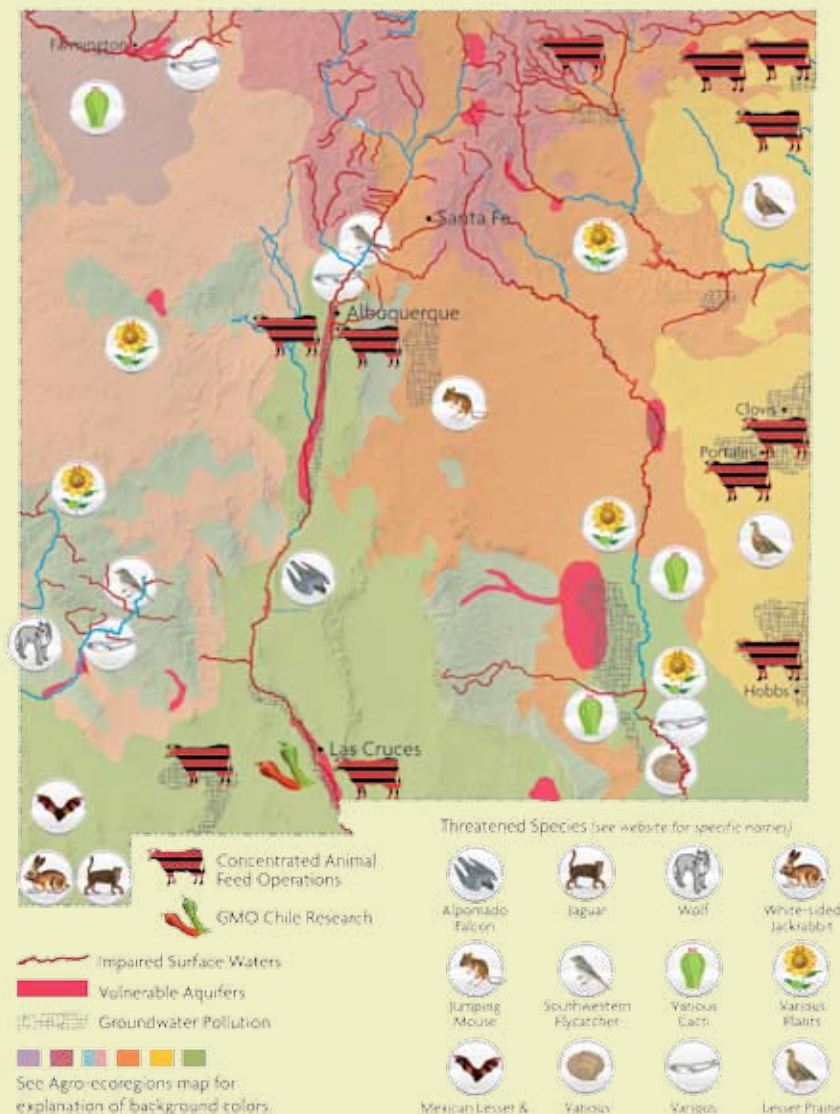 Farmington
Santa Fe
Albuquerque
Clovis
Portales
Hobbs
Las Cruces
Concentrated Animal
Feed Operations
GMO Chile Research
Impaired Surface Waters
Vulnerable Aquifers
Groundwater Pollution
See Agro-ecoregions map for
explanation of background colors.
Threatened Species (see website for specific names)
Alpomado
Falcon
Jaguar
Wolf
White-sided
Jackrabbit
Jumping
Mouse
Southwestern
Flycatcher
Various
Cacti
Various
Plants
Mexican Lesser &
Various
Various
Lesser Prairie